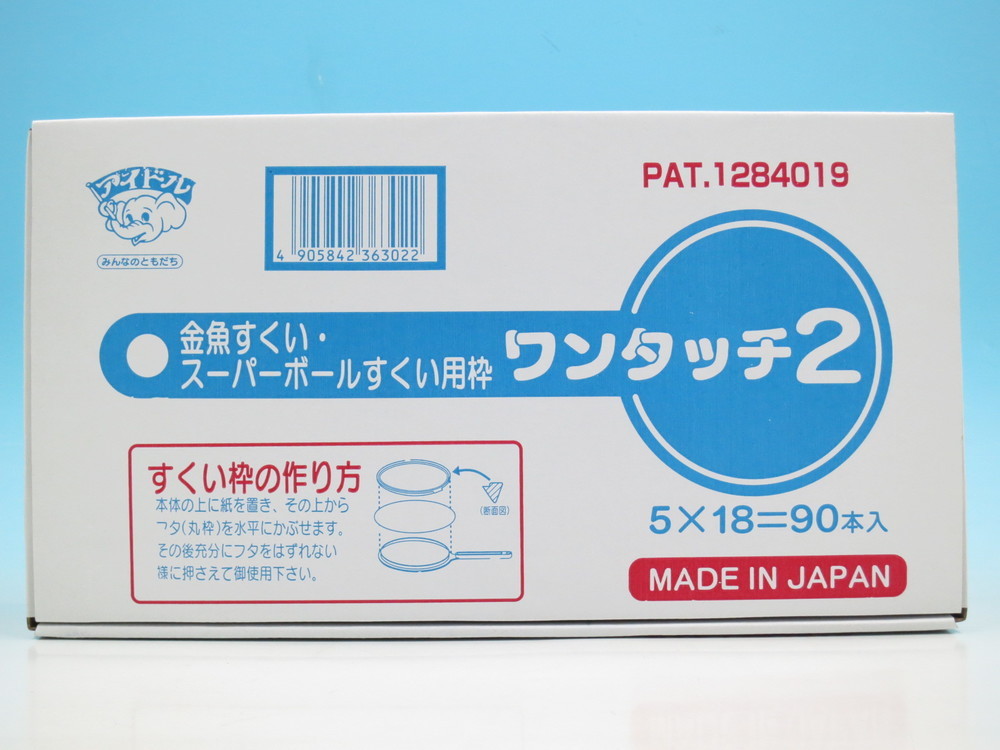 アイドル
みんなのともだち
4 905842 363022
PAT.1284019
金魚すくい・
スーパーボールすくい用枠
ワンタッチ2
すくい枠の作り方
本体の上に紙を置き、その上から
フタ(丸枠)を水平にかぶせます。
その後充分にフタをはずれない
様に押さえて御使用下さい。
(断面図)
5×18=90本入
MADE IN JAPAN